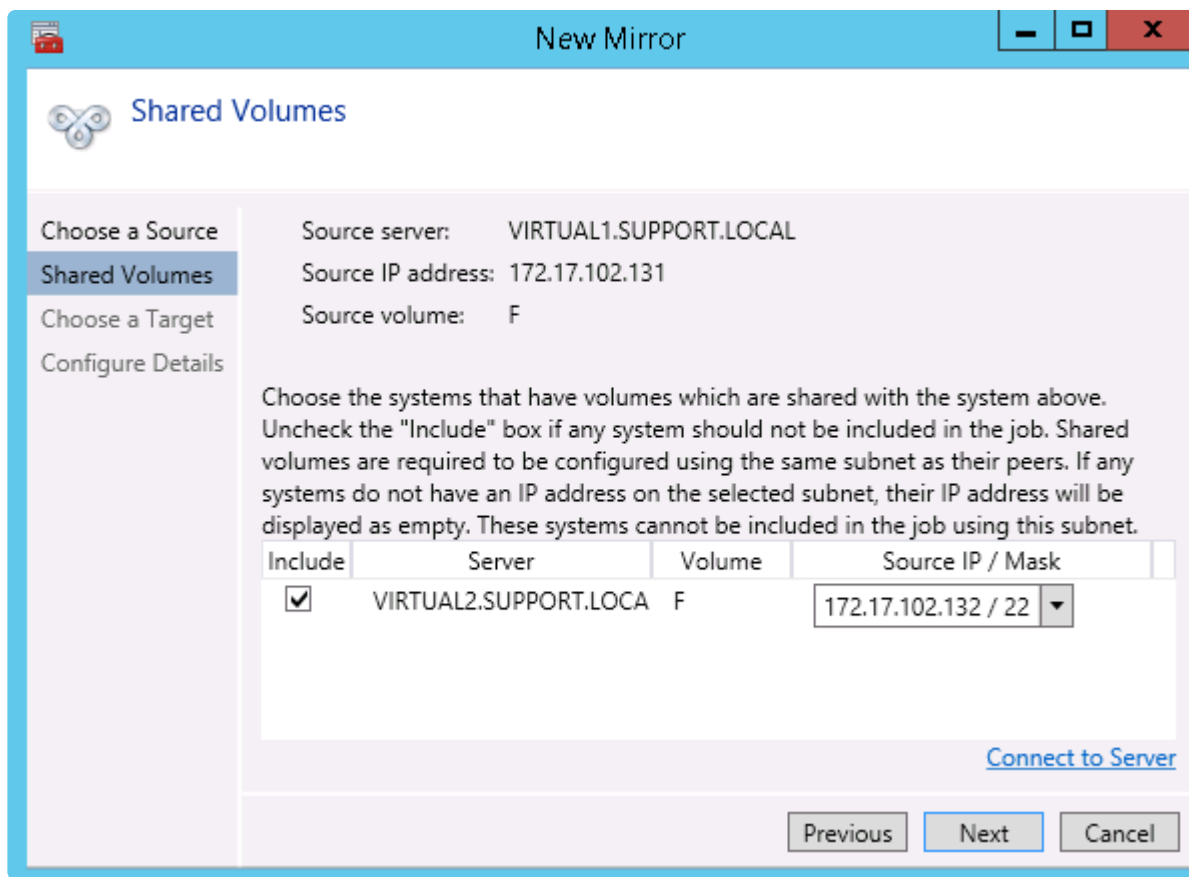 New Mirror
Shared Volumes
Choose a Source
Shared Volumes
Choose a Target
Configure Details
Source server: VIRTUAL1.SUPPORT.LOCAL
Source IP address: 172.17.102.131
Source volume: F
Choose the systems that have volumes which are shared with the system above.
Uncheck the "Include" box if any system should not be included in the job. Shared
volumes are required to be configured using the same subnet as their peers. If any
systems do not have an IP address on the selected subnet, their IP address will be
displayed as empty. These systems cannot be included in the job using this subnet.
Include Server Volume Source IP / Mask
VIRTUAL2.SUPPORT.LOCA F 172.17.102.132 / 22
Connect to Server
Previous Next Cancel